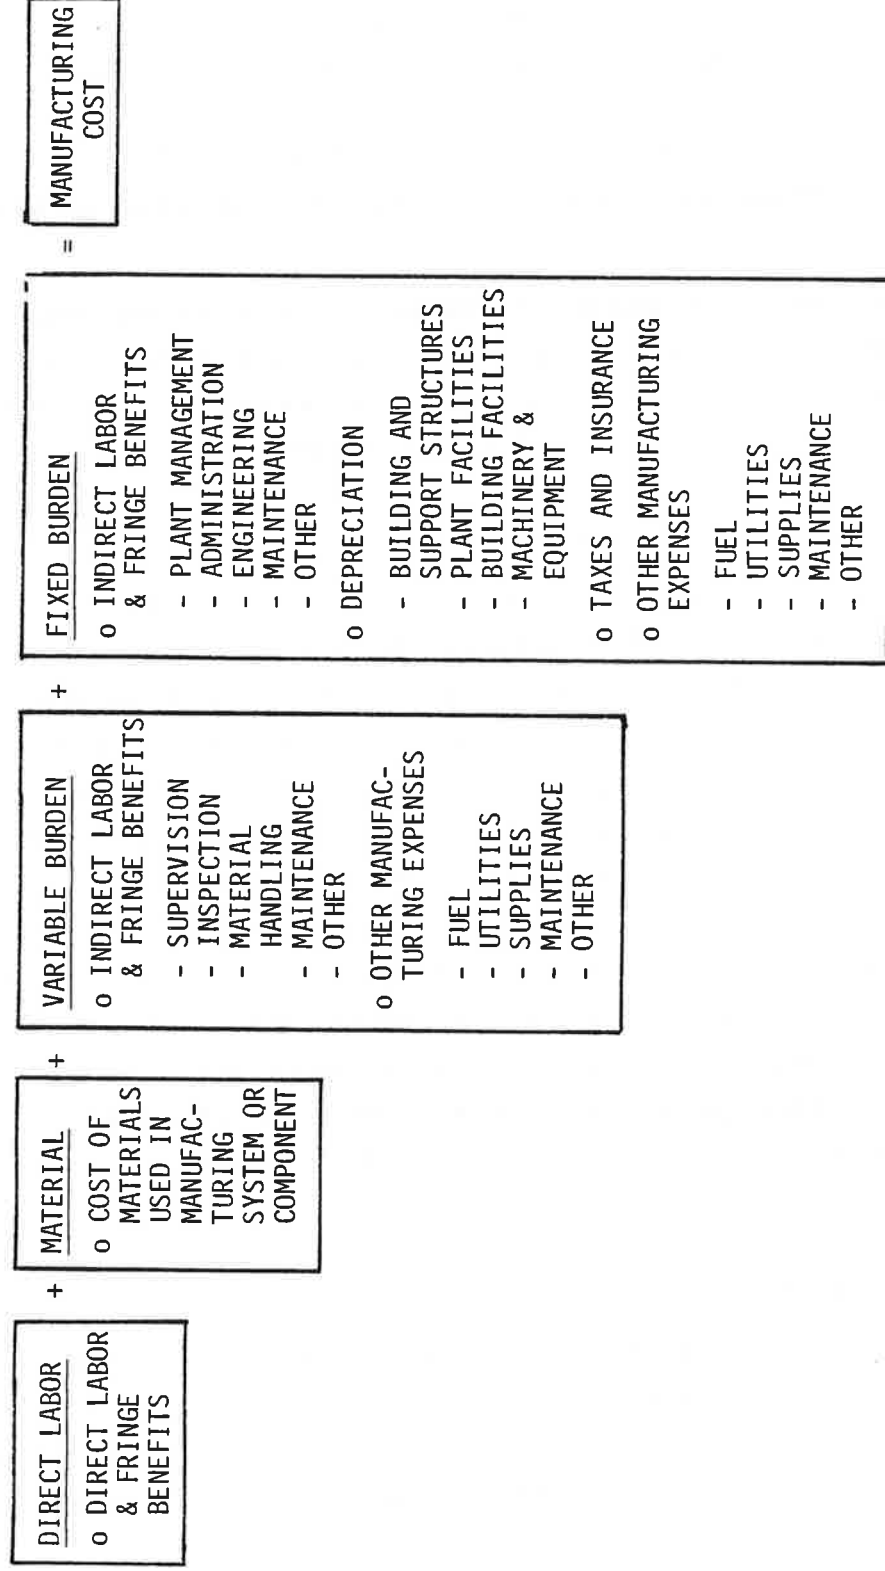 DIRECT LABOR
o DIRECT LABOR
& FRINGE
BENEFITS
+
MATERIAL
o COST OF
MATERIALS
USED IN
MANUFAC-
TURING
SYSTEM OR
COMPONENT
+
VARIABLE BURDEN
o INDIRECT LABOR
& FRINGE BENEFITS
- SUPERVISION
- INSPECTION
- MATERIAL
HANDLING
- MAINTENANCE
- OTHER
o OTHER MANUFAC-
TURING EXPENSES
- FUEL
- UTILITIES
- SUPPLIES
- MAINTENANCE
- OTHER
+
FIXED BURDEN
o INDIRECT LABOR
& FRINGE BENEFITS
- PLANT MANAGEMENT
- ADMINISTRATION
- ENGINEERING
- MAINTENANCE
- OTHER
o DEPRECIATION
- BUILDING AND
SUPPORT STRUCTURES
- PLANT FACILITIES
- BUILDING FACILITIES
- MACHINERY &
EQUIPMENT
o TAXES AND INSURANCE
o OTHER MANUFACTURING
EXPENSES
- FUEL
- UTILITIES
- SUPPLIES
- MAINTENANCE
- OTHER
=
MANUFACTURING
COST